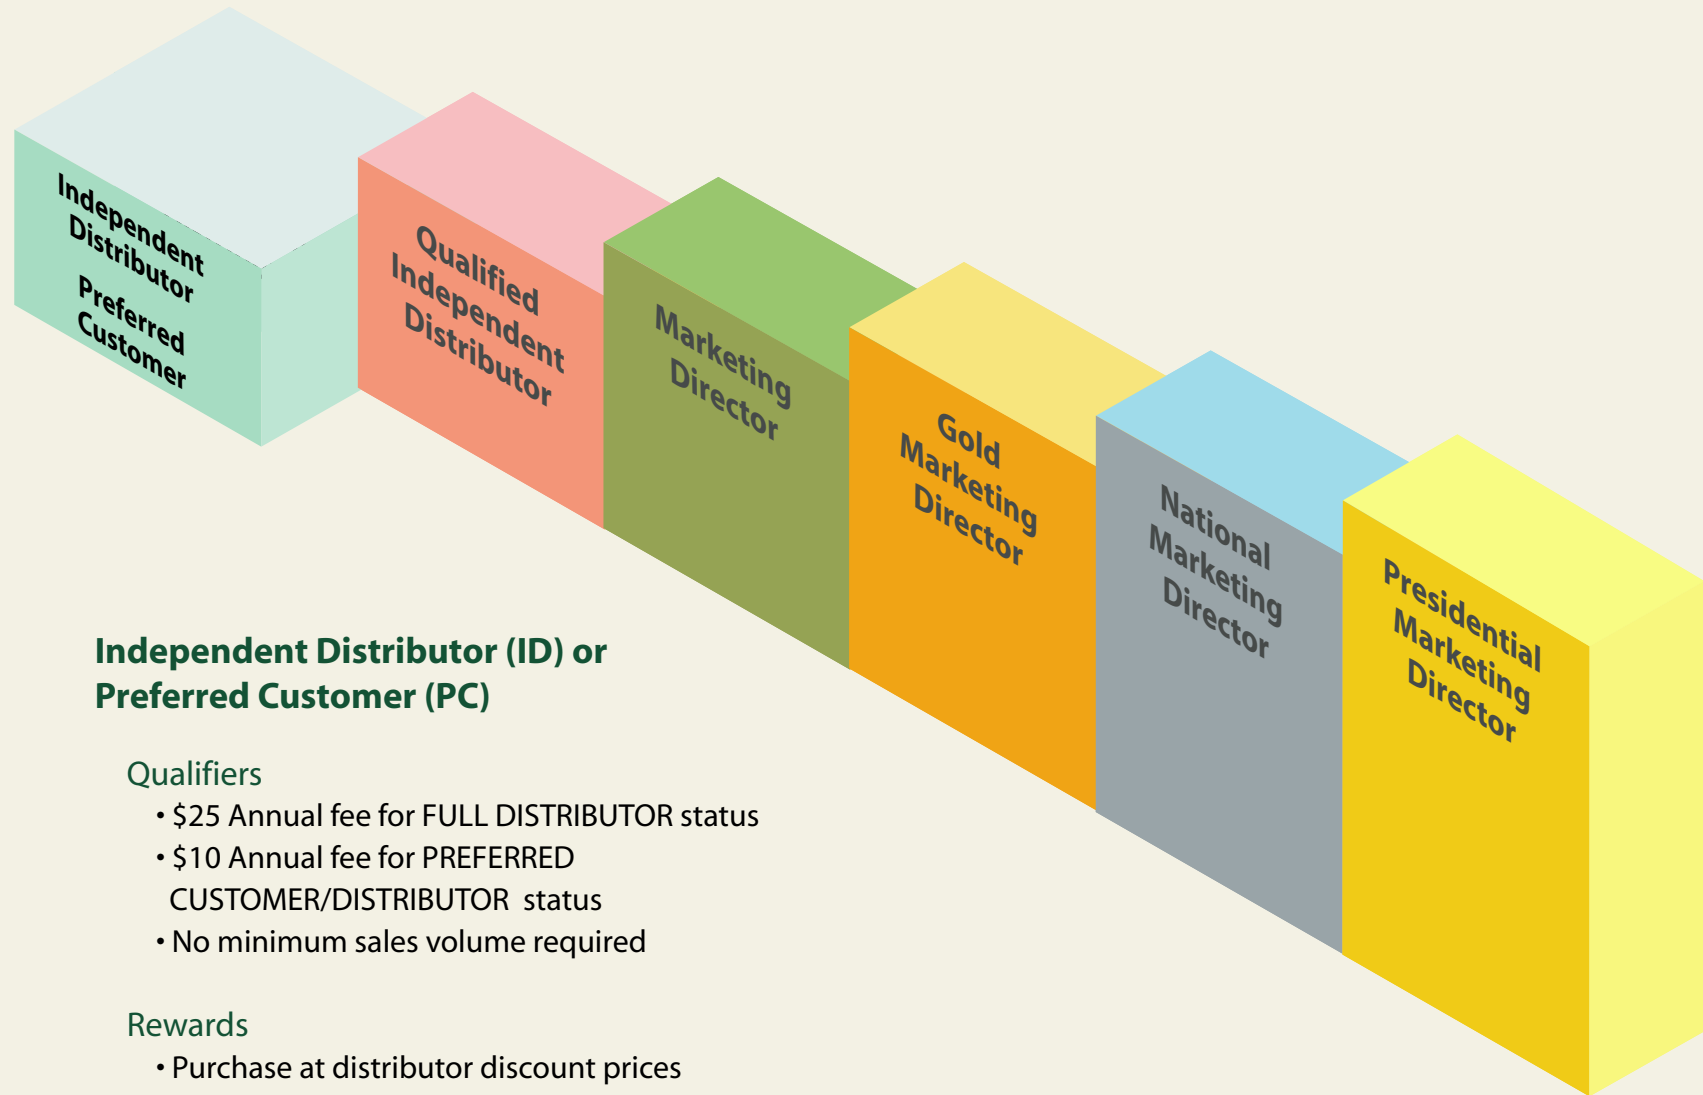 Independent
Distributor
Preferred
Customer
Qualified
Independent
Distributor
Marketing
Director
Gold
Marketing
Director
National
Marketing
Director
Presidential
Marketing
Director
Independent Distributor (ID) or
Preferred Customer (PC)
Qualifiers
• $25 Annual fee for FULL DISTRIBUTOR status
• $10 Annual fee for PREFERRED
CUSTOMER/DISTRIBUTOR status
• No minimum sales volume required
Rewards
• Purchase at distributor discount prices